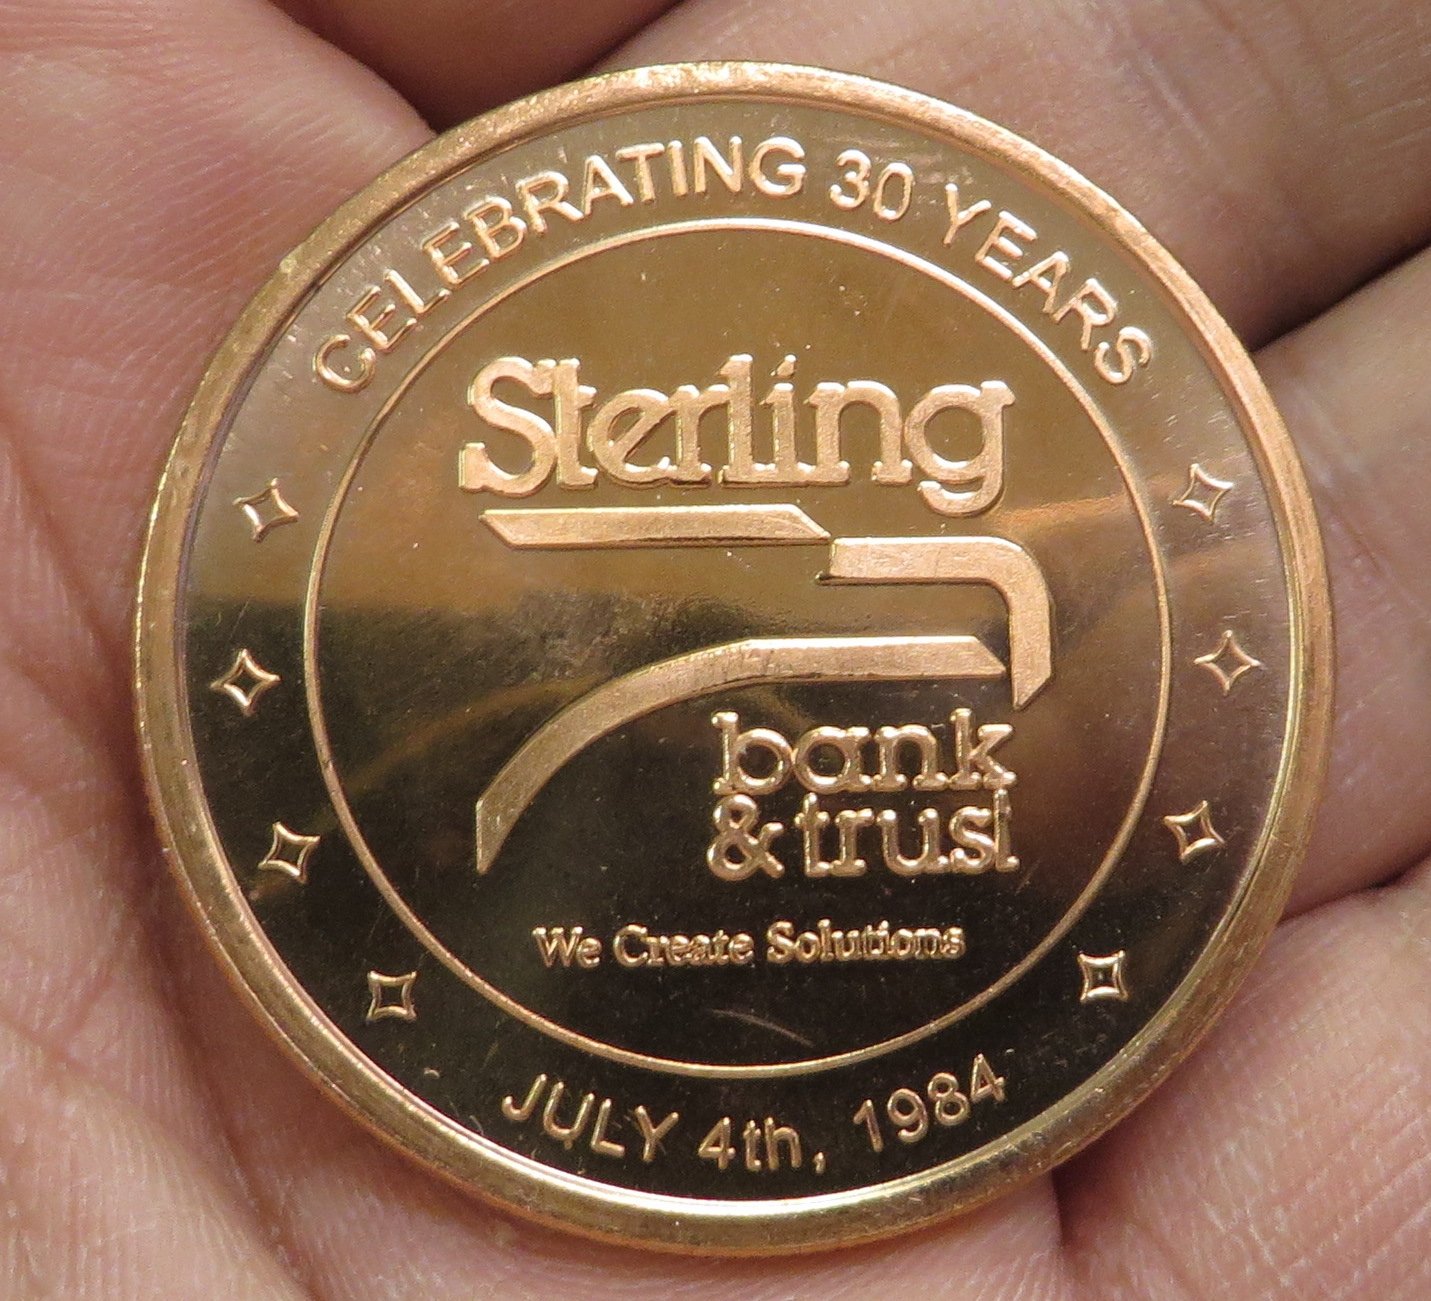 CELEBRATING 30 YEARS
Sterling
bank
& trust
We Create Solutions
JULY 4th, 1984